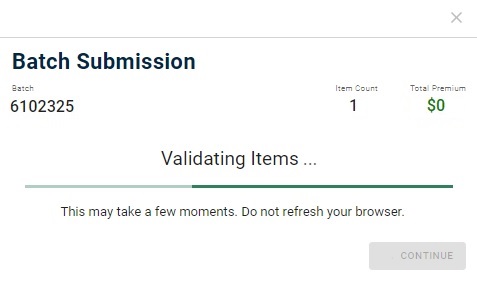 Batch Submission
Batch Item Count Total Premium
6102325 1 $0
Validating Items ...
This may take a few moments. Do not refresh your browser.
CONTINUE